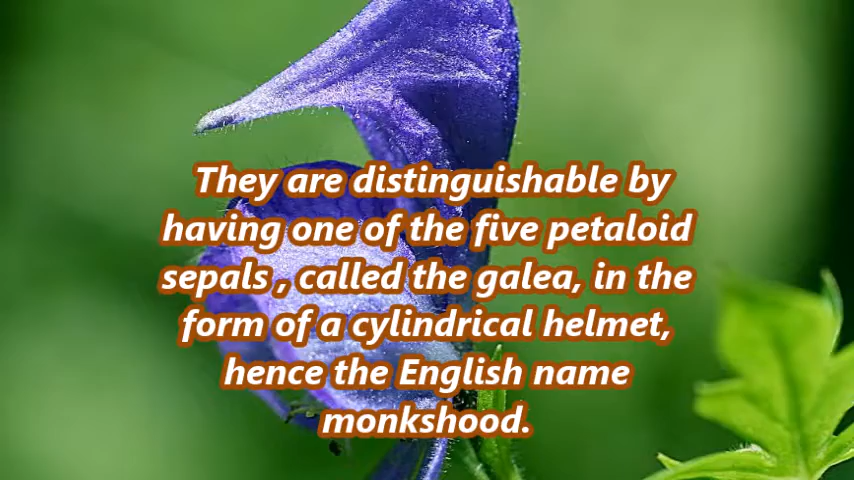 They are distinguishable by
having one of the five petaloid
sepals , called the galea, in the
form of a cylindrical helmet,
hence the English name
monkshood.